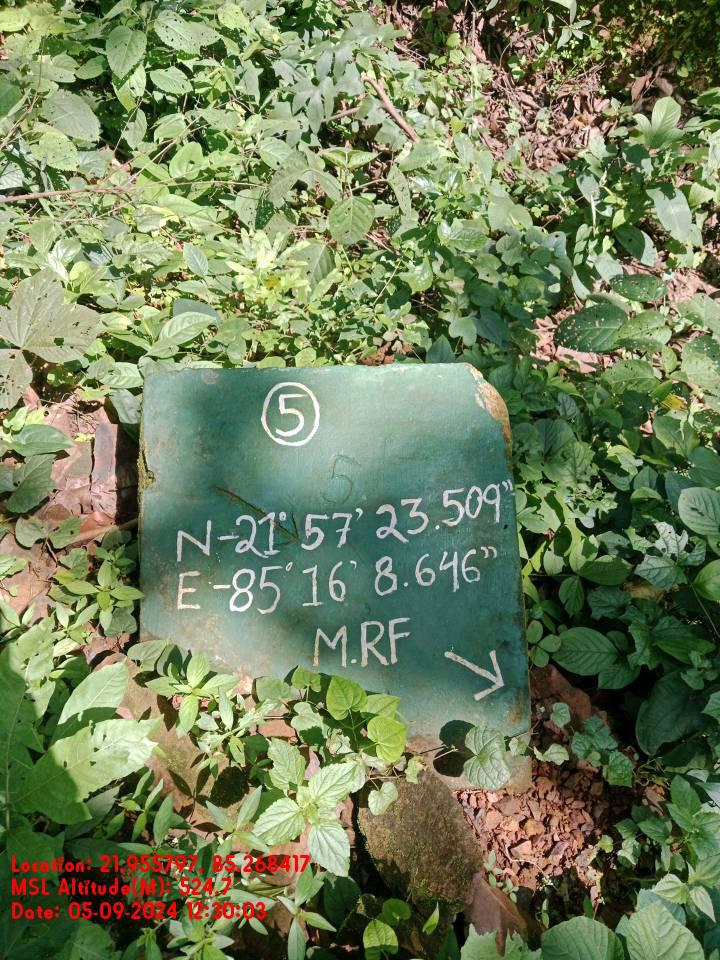 5
5
N-21° 57' 23.509"
E-85° 16' 8.646"
M.RF
Location: 21.955797, 85.268417
MSL Altitude(M): 524.7
Date: 05-09-2024 12:30:03